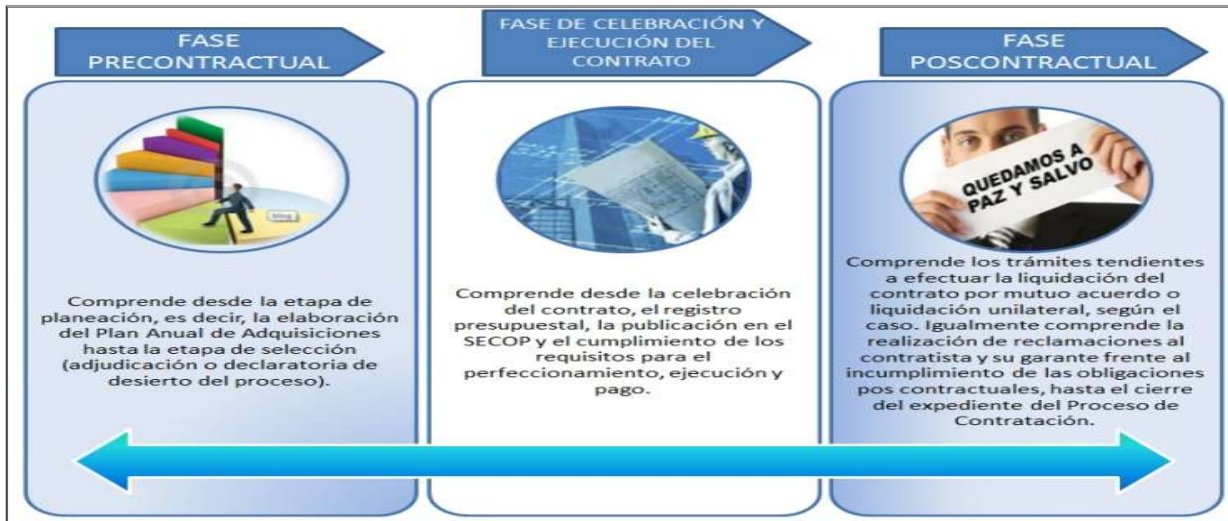 FASE
PRECONTRACTUAL
Comprende desde la etapa de
planeación, es decir, la elaboración
del Plan Anual de Adquisiciones
hasta la etapa de selección
(adjudicación o declaratoria de
desierto del proceso).
FASE DE CELEBRACIÓN Y
EJECUCIÓN DEL
CONTRATO
Comprende desde la celebración
del contrato, el registro
presupuestal, la publicación en el
SECOP y el cumplimiento de los
requisitos para el
perfeccionamiento, ejecución y
pago.
FASE
POSCONTRACTUAL
QUEDAMOS A
PAZ Y SALVO
Comprende los trámites tendientes
a efectuar la liquidación del
contrato por mutuo acuerdo o
liquidación unilateral, según el
caso. Igualmente comprende la
realización de reclamaciones al
contratista y su garante frente al
incumplimiento de las obligaciones
pos contractuales, hasta el cierre
del expediente del Proceso de
Contratación.